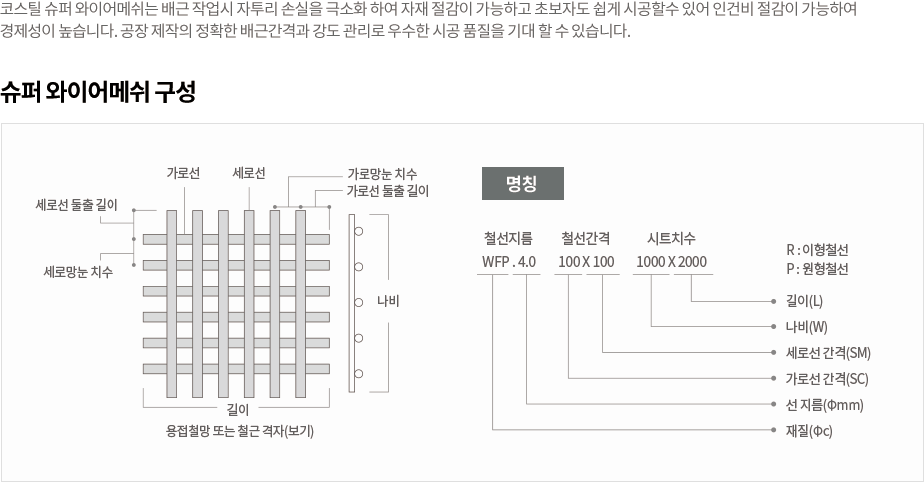 코스틸 슈퍼 와이어메쉬는 배근 작업시 자투리 손실을 극소화 하여 자재 절감이 가능하고 초보자도 쉽게 시공할수 있어 인건비 절감이 가능하여
경제성이 높습니다. 공장 제작의 정확한 배근간격과 강도 관리로 우수한 시공 품질을 기대 할 수 있습니다.
슈퍼 와이어메쉬 구성
가로선
세로선
가로망눈 치수
가로선 돌출 길이
세로선 돌출 길이
세로망눈 치수
나비
길이
용접철망 또는 철근 격자(보기)
명칭
철선지름 철선간격 시트치수
WFP . 4.0 100 X 100 1000 X 2000
R : 이형철선
P : 원형철선
길이(L)
나비(W)
세로선 간격(SM)
가로선 간격(SC)
선 지름(Φmm)
재질(Φc)